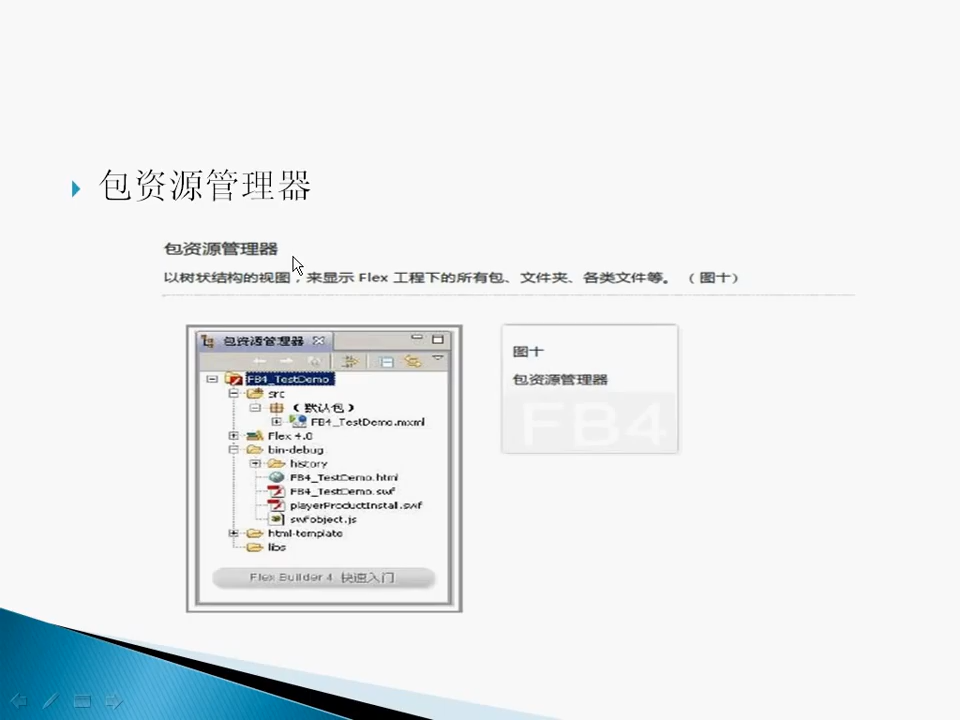 包资源管理器
包资源管理器
以树状结构的视图，来显示 Flex 工程下的所有包、文件夹、各类文件等。（图十）
包资源管理器
FB4_TestDemo
src
（默认包）
FB4_TestDemo.mxml
Flex 4.0
bin-debug
history
FB4_TestDemo.html
FB4_TestDemo.swf
playerProductInstall.swf
swfobject.js
html-template
libs
Flex Builder 4 快速入门
图十
包资源管理器
FB4